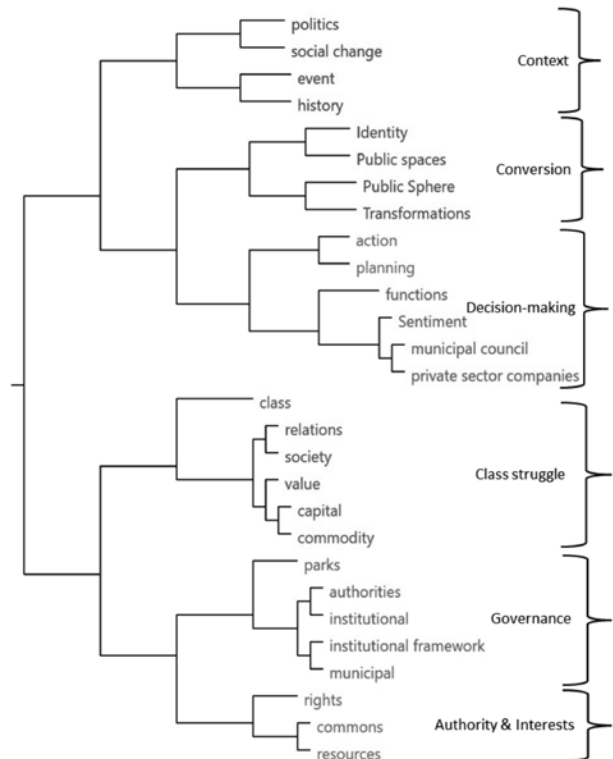 politics
social change
event
history
Context
Identity
Public spaces
Public Sphere
Transformations
Conversion
action
planning
functions
Sentiment
municipal council
private sector companies
Decision-making
class
relations
society
value
capital
commodity
Class struggle
parks
authorities
institutional
institutional framework
municipal
Governance
rights
commons
resources
Authority & Interests